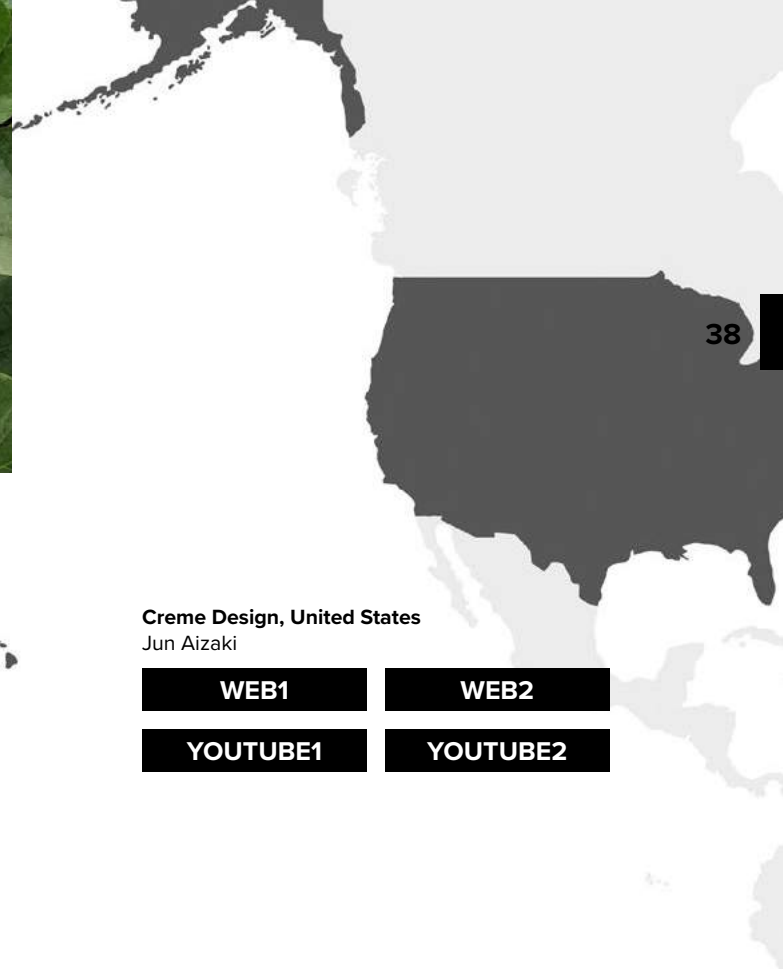 38
Creme Design, United States
Jun Aizaki
WEB1 WEB2
YOUTUBE1 YOUTUBE2